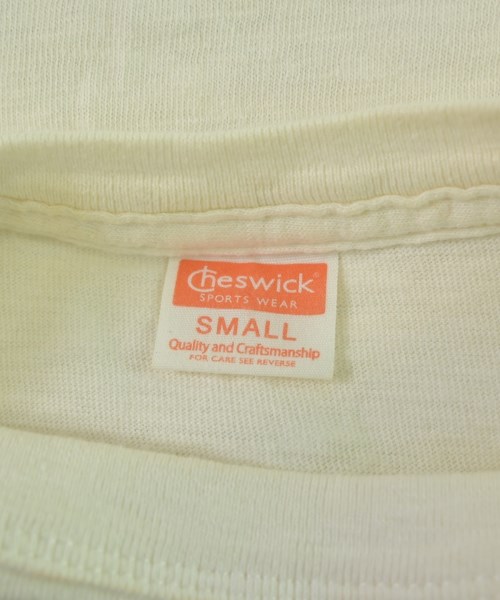 Cheswick®
SPORTS WEAR
SMALL
Quality and Craftsmanship
FOR CARE SEE REVERSE